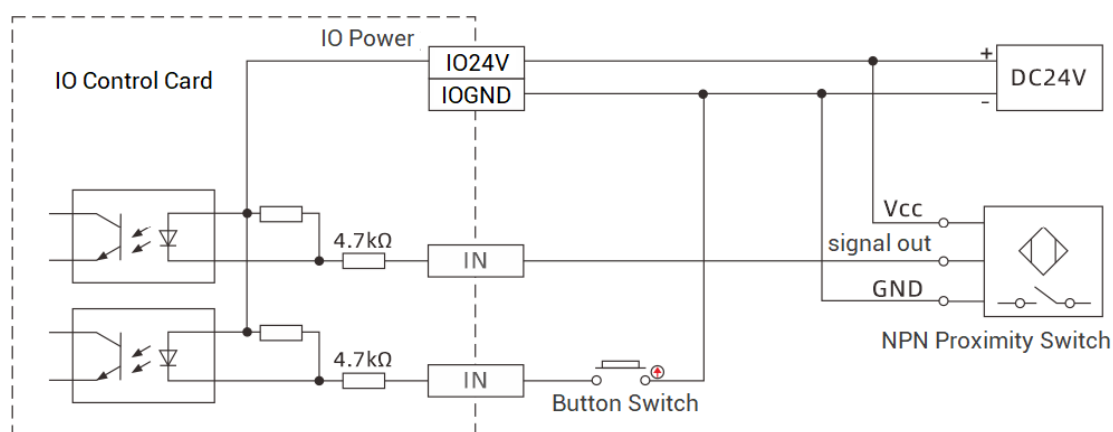 IO Power
IO Control Card
IO24V
IOGND
+
-
DC24V
Vcc
signal out
GND
4.7kΩ
IN
NPN Proximity Switch
4.7kΩ
IN
Button Switch